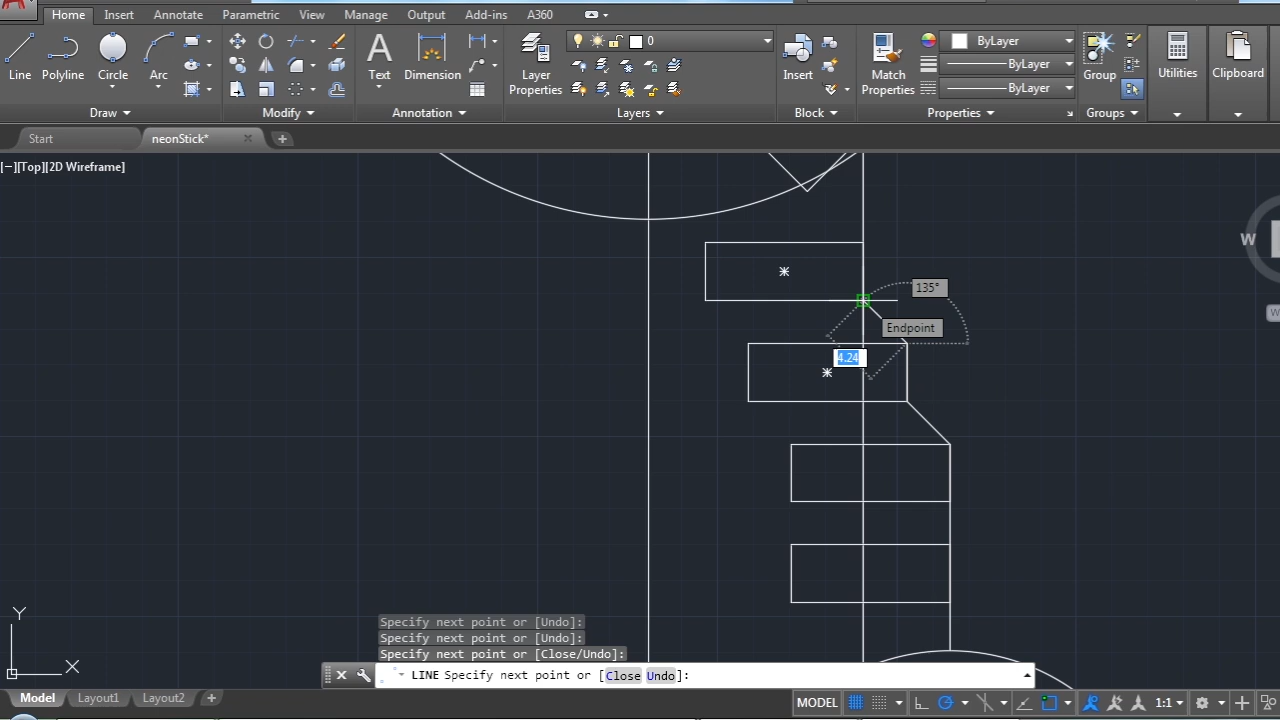 Home Insert Annotate Parametric View Manage Output Add-ins A360
Line Polyline Circle Arc
Text Dimension
Layer Properties
0
Insert
Match Properties
ByLayer
ByLayer
ByLayer
Group
Utilities
Clipboard
Draw Modify Annotation Layers Block Properties Groups
Start neonStick*
[−][Top][2D Wireframe]
W
W
135°
Endpoint
4.24
Y
X
Specify next point or [Undo]:
Specify next point or [Undo]:
Specify next point or [Close/Undo]:
LINE Specify next point or [Close Undo]:
Model Layout1 Layout2
MODEL 1:1